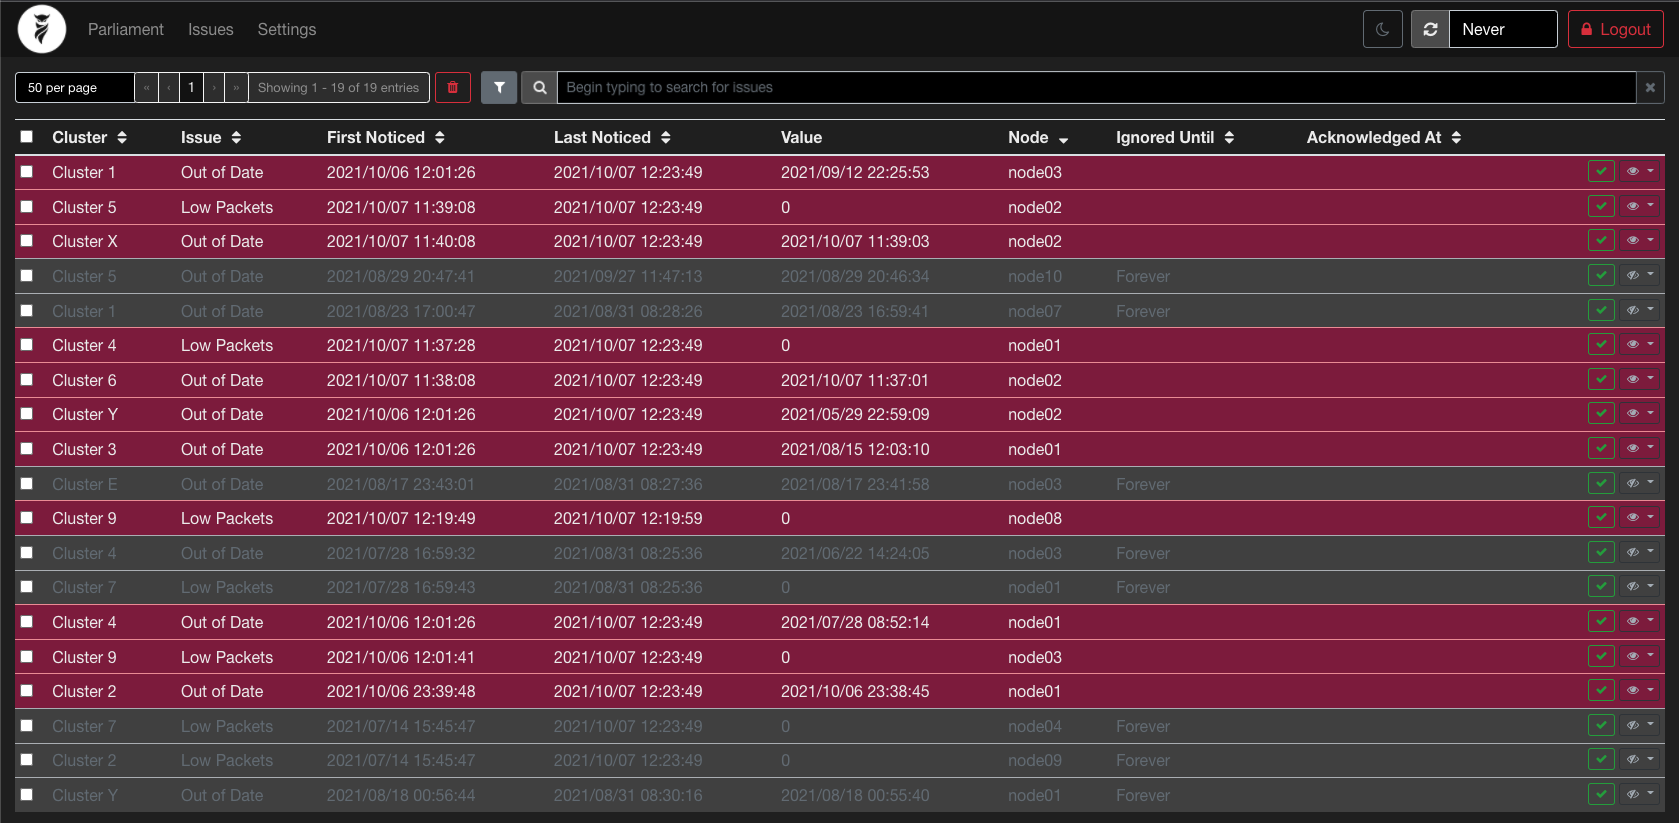 Parliament Issues Settings Never Logout
50 per page « ‹ 1 › » Showing 1 - 19 of 19 entries Begin typing to search for issues
Cluster Issue First Noticed Last Noticed Value Node Ignored Until Acknowledged At
Cluster 1 Out of Date 2021/10/06 12:01:26 2021/10/07 12:23:49 2021/09/12 22:25:53 node03
Cluster 5 Low Packets 2021/10/07 11:39:08 2021/10/07 12:23:49 0 node02
Cluster X Out of Date 2021/10/07 11:40:08 2021/10/07 12:23:49 2021/10/07 11:39:03 node02
Cluster 5 Out of Date 2021/08/29 20:47:41 2021/09/27 11:47:13 2021/08/29 20:46:34 node10 Forever
Cluster 1 Out of Date 2021/08/23 17:00:47 2021/08/31 08:28:26 2021/08/23 16:59:41 node07 Forever
Cluster 4 Low Packets 2021/10/07 11:37:28 2021/10/07 12:23:49 0 node01
Cluster 6 Out of Date 2021/10/07 11:38:08 2021/10/07 12:23:49 2021/10/07 11:37:01 node02
Cluster Y Out of Date 2021/10/06 12:01:26 2021/10/07 12:23:49 2021/05/29 22:59:09 node02
Cluster 3 Out of Date 2021/10/06 12:01:26 2021/10/07 12:23:49 2021/08/15 12:03:10 node01
Cluster E Out of Date 2021/08/17 23:43:01 2021/08/31 08:27:36 2021/08/17 23:41:58 node03 Forever
Cluster 9 Low Packets 2021/10/07 12:19:49 2021/10/07 12:19:59 0 node08
Cluster 4 Out of Date 2021/07/28 16:59:32 2021/08/31 08:25:36 2021/06/22 14:24:05 node03 Forever
Cluster 7 Low Packets 2021/07/28 16:59:43 2021/08/31 08:25:36 0 node01 Forever
Cluster 4 Out of Date 2021/10/06 12:01:26 2021/10/07 12:23:49 2021/07/28 08:52:14 node01
Cluster 9 Low Packets 2021/10/06 12:01:41 2021/10/07 12:23:49 0 node03
Cluster 2 Out of Date 2021/10/06 23:39:48 2021/10/07 12:23:49 2021/10/06 23:38:45 node01
Cluster 7 Low Packets 2021/07/14 15:45:47 2021/10/07 12:23:49 0 node04 Forever
Cluster 2 Low Packets 2021/07/14 15:45:47 2021/10/07 12:23:49 0 node09 Forever
Cluster Y Out of Date 2021/08/18 00:56:44 2021/08/31 08:30:16 2021/08/18 00:55:40 node01 Forever